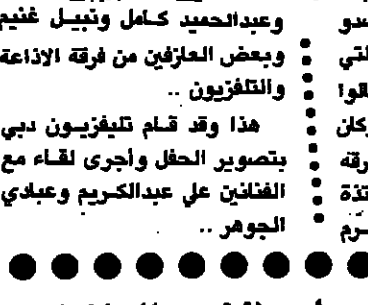 وعبدالحميد كامل ونبيل غنيم
وبعض العازفين من فرقة الاذاعة
والتلفزيون ..
هذا وقد قام تليفزيون دبي
بتصوير الحفل وأجرى لقاء مع
الفنانين علي عبدالكريم وعبادي
الجوهر ..